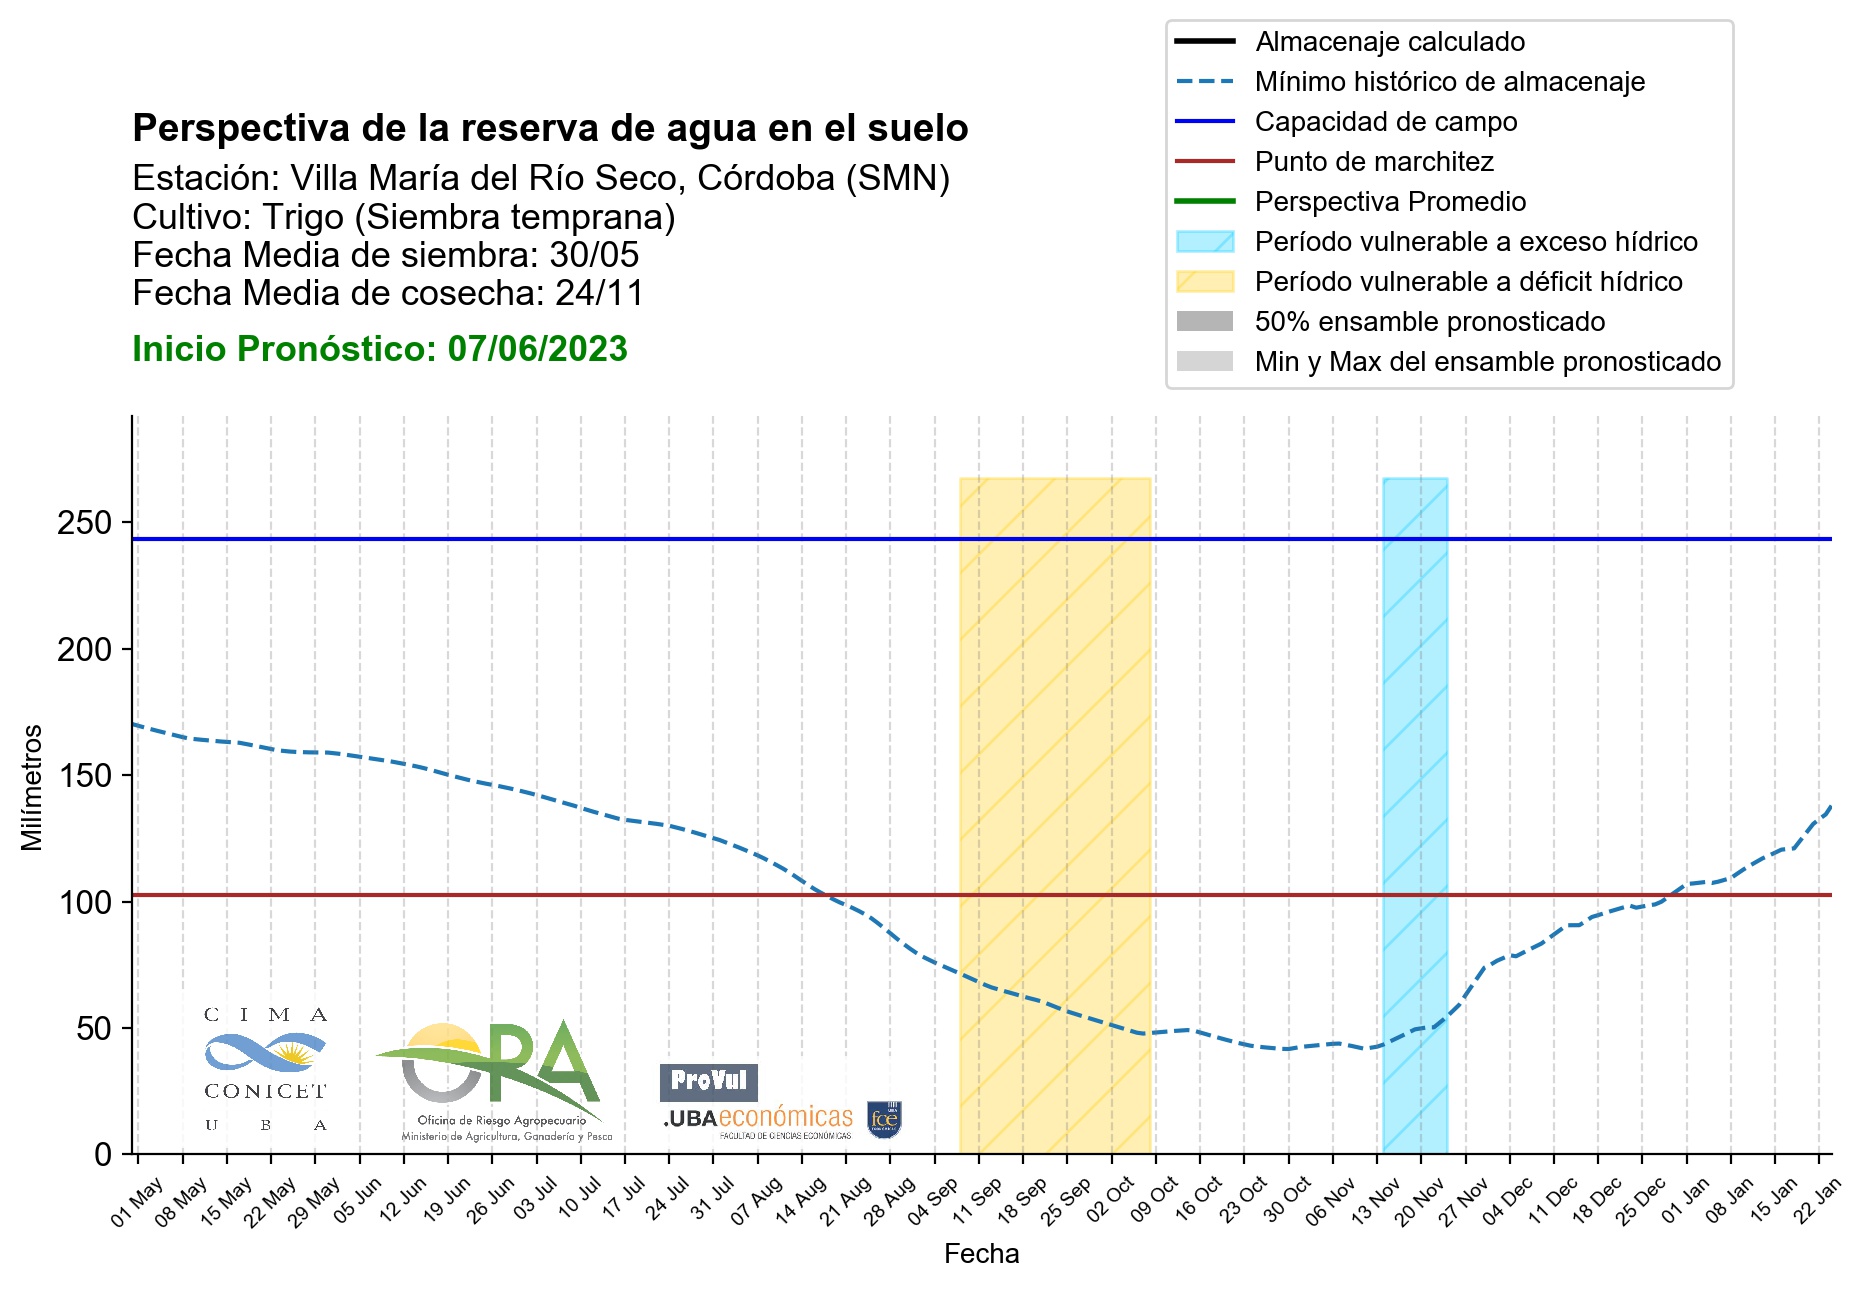 Almacenaje calculado
Mínimo histórico de almacenaje
Capacidad de campo
Punto de marchitez
Perspectiva Promedio
Período vulnerable a exceso hídrico
Período vulnerable a déficit hídrico
50% ensamble pronosticado
Min y Max del ensamble pronosticado
Perspectiva de la reserva de agua en el suelo
Estación: Villa María del Río Seco, Córdoba (SMN)
Cultivo: Trigo (Siembra temprana)
Fecha Media de siembra: 30/05
Fecha Media de cosecha: 24/11
Inicio Pronóstico: 07/06/2023
Milímetros
250
200
150
100
50
0
CIMA
CONICET
UBA
ORA
Oficina de Riesgo Agropecuario
Ministerio de Agricultura, Ganadería y Pesca
ProVul
.UBAeconómicas
FACULTAD DE CIENCIAS ECONÓMICAS
fce
01 May 08 May 15 May 22 May 29 May 05 Jun 12 Jun 19 Jun 26 Jun 03 Jul 10 Jul 17 Jul 24 Jul 31 Jul 07 Aug 14 Aug 21 Aug 28 Aug 04 Sep 11 Sep 18 Sep 25 Sep 02 Oct 09 Oct 16 Oct 23 Oct 30 Oct 06 Nov 13 Nov 20 Nov 27 Nov 04 Dec 11 Dec 18 Dec 25 Dec 01 Jan 08 Jan 15 Jan 22 Jan
Fecha